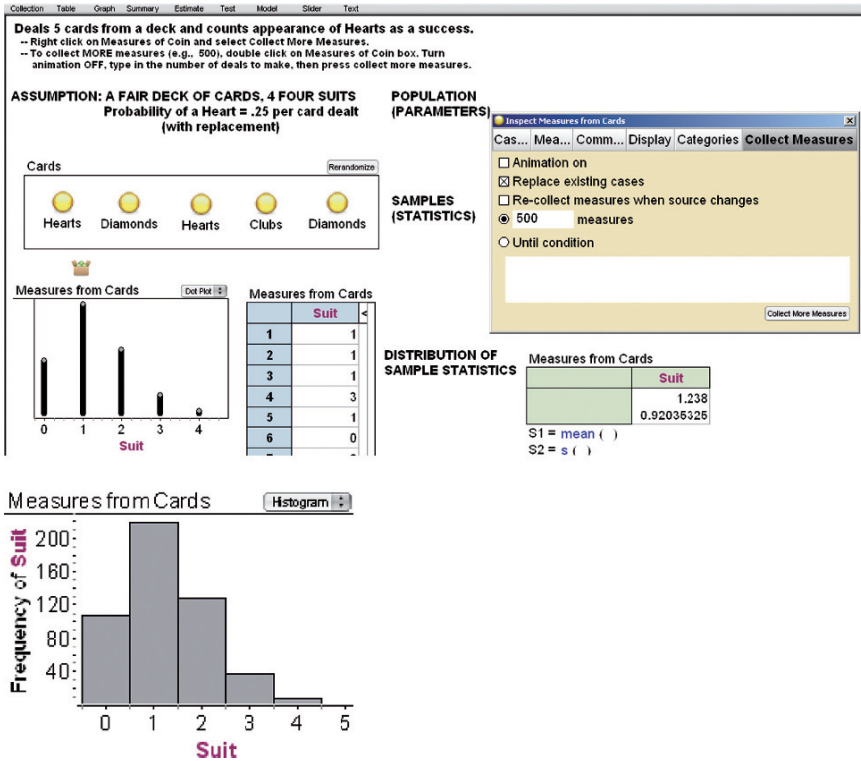 Collection Table Graph Summary Estimate Test Model Slider Text
Deals 5 cards from a deck and counts appearance of Hearts as a success.
-- Right click on Measures of Coin and select Collect More Measures.
-- To collect MORE measures (e.g., 500), double click on Measures of Coin box. Turn
animation OFF, type in the number of deals to make, then press collect more measures.
ASSUMPTION: A FAIR DECK OF CARDS, 4 FOUR SUITS
Probability of a Heart = .25 per card dealt
(with replacement)
POPULATION
(PARAMETERS)
Inspect Measures from Cards
Cas... Mea... Comm... Display Categories Collect Measures
Animation on
Replace existing cases
Re-collect measures when source changes
500 measures
Until condition
Collect More Measures
Cards Rerandomize
Hearts Diamonds Hearts Clubs Diamonds
SAMPLES
(STATISTICS)
Measures from Cards Dot Plot
0 1 2 3 4
Suit
Measures from Cards
Suit <
1 1
2 1
3 1
4 3
5 1
6 0
DISTRIBUTION OF
SAMPLE STATISTICS
Measures from Cards
Suit
1.238
0.92035325
S1 = mean ( )
S2 = s ( )
Measures from Cards Histogram
Frequency of Suit
200
160
120
80
40
0 1 2 3 4 5
Suit